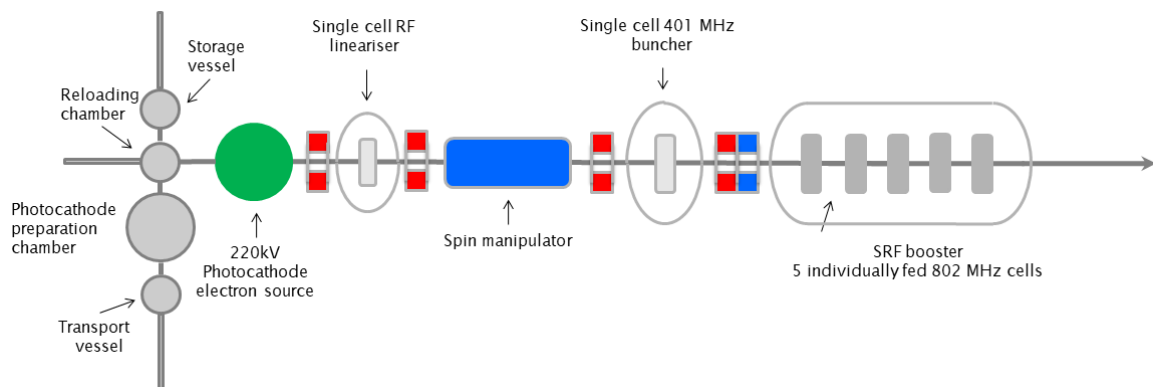 Single cell RF
lineariser
Single cell 401 MHz
buncher
Storage
vessel
Reloading
chamber
Photocathode
preparation
chamber
220kV
Photocathode
electron source
Spin manipulator
SRF booster
5 individually fed 802 MHz cells
Transport
vessel